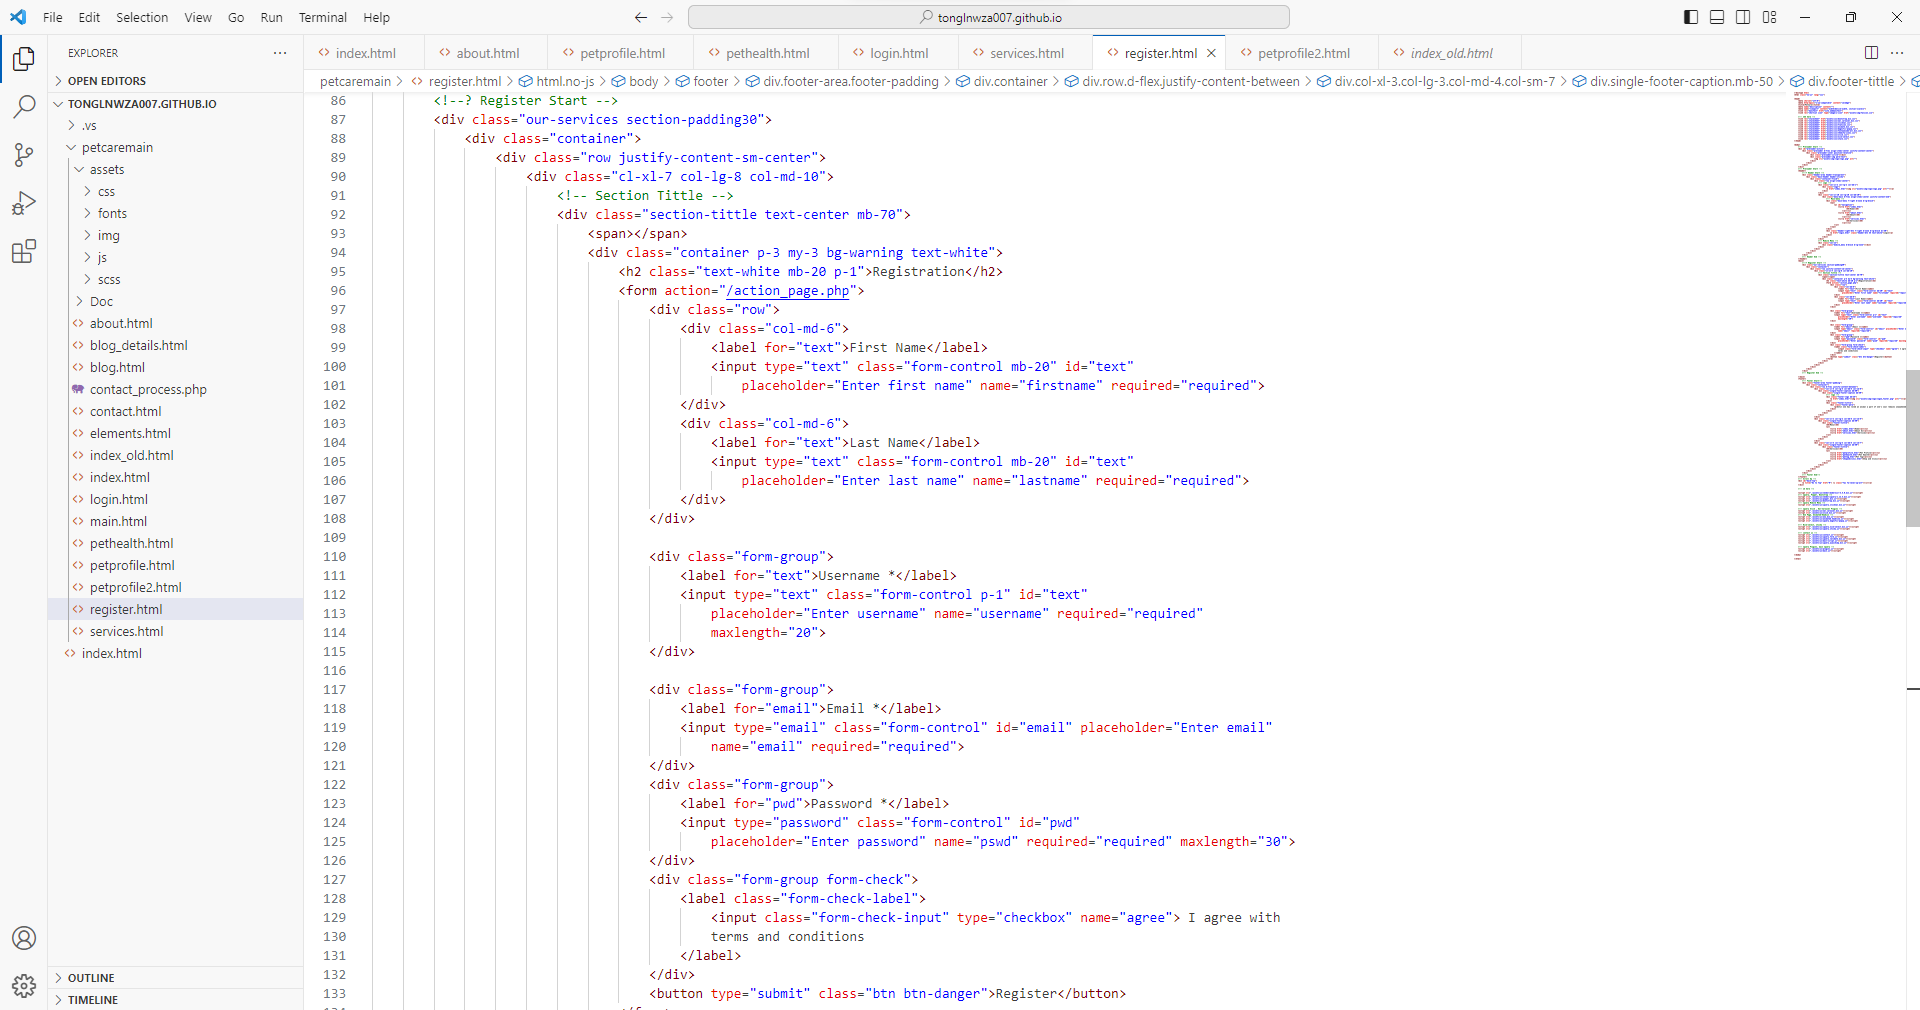 File Edit Selection View Go Run Terminal Help
tonglnwza007.github.io
EXPLORER
OPEN EDITORS
TONGLNWZA007.GITHUB.IO
.vs
petcaremain
assets
css
fonts
img
js
scss
Doc
about.html
blog_details.html
blog.html
contact_process.php
contact.html
elements.html
index_old.html
index.html
login.html
main.html
pethealth.html
petprofile.html
petprofile2.html
register.html
services.html
index.html
OUTLINE
TIMELINE
index.html about.html petprofile.html pethealth.html login.html services.html register.html petprofile2.html index_old.html
petcaremain > register.html > html.no-js > body > footer > div.footer-area.footer-padding > div.container > div.row.d-flex.justify-content-between > div.col-xl-3.col-lg-3.col-md-4.col-sm-7 > div.single-footer-caption.mb-50 > div.footer-tittle >
86 <!--? Register Start -->
87 <div class="our-services section-padding30">
88 <div class="container">
89 <div class="row justify-content-sm-center">
90 <div class="cl-xl-7 col-lg-8 col-md-10">
91 <!-- Section Tittle -->
92 <div class="section-tittle text-center mb-70">
93 <span></span>
94 <div class="container p-3 my-3 bg-warning text-white">
95 <h2 class="text-white mb-20 p-1">Registration</h2>
96 <form action="/action_page.php">
97 <div class="row">
98 <div class="col-md-6">
99 <label for="text">First Name</label>
100 <input type="text" class="form-control mb-20" id="text"
101 placeholder="Enter first name" name="firstname" required="required">
102 </div>
103 <div class="col-md-6">
104 <label for="text">Last Name</label>
105 <input type="text" class="form-control mb-20" id="text"
106 placeholder="Enter last name" name="lastname" required="required">
107 </div>
108 </div>
109
110 <div class="form-group">
111 <label for="text">Username *</label>
112 <input type="text" class="form-control p-1" id="text"
113 placeholder="Enter username" name="username" required="required"
114 maxlength="20">
115 </div>
116
117 <div class="form-group">
118 <label for="email">Email *</label>
119 <input type="email" class="form-control" id="email" placeholder="Enter email"
120 name="email" required="required">
121 </div>
122 <div class="form-group">
123 <label for="pwd">Password *</label>
124 <input type="password" class="form-control" id="pwd"
125 placeholder="Enter password" name="pswd" required="required" maxlength="30">
126 </div>
127 <div class="form-group form-check">
128 <label class="form-check-label">
129 <input class="form-check-input" type="checkbox" name="agree"> I agree with
130 terms and conditions
131 </label>
132 </div>
133 <button type="submit" class="btn btn-danger">Register</button>